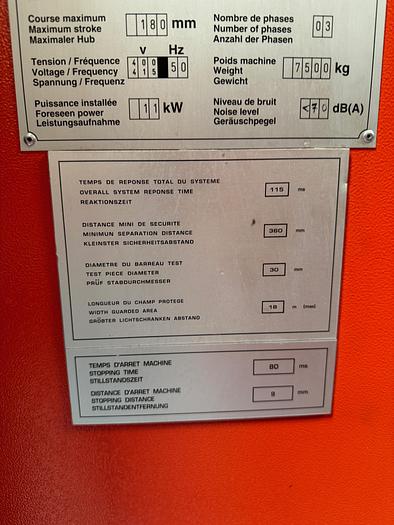 Course maximum
Maximum stroke
Maximaler Hub
180 mm
Nombre de phases
Number of phases
Anzahl der Phasen
03
V Hz
Tension / Fréquence
Voltage / Frequency
Spannung / Frequenz
400
415
50
Poids machine
Weight
Gewicht
7500 kg
Puissance installée
Foreseen power
Leistungsaufnahme
11 kW
Niveau de bruit
Noise level
Geräuschpegel
<70 dB(A)
TEMPS DE REPONSE TOTAL DU SYSTEME
OVERALL SYSTEM REPONSE TIME
REAKTIONSZEIT
115 ms
DISTANCE MINI DE SECURITE
MINIMUN SEPARATION DISTANCE
KLEINSTER SICHERHEITSABSTAND
360 mm
DIAMETRE DU BARREAU TEST
TEST PIECE DIAMETER
PRÜF STABDURCHMESSER
30 mm
LONGUEUR DU CHAMP PROTEGE
WIDTH GUARDED AREA
GRÖßTER LICHTSCHRANKEN ABSTAND
18 m (max)
TEMPS D'ARRET MACHINE
STOPPING TIME
STILLSTANDSZEIT
80 ms
DISTANCE D'ARRET MACHINE
STOPPING DISTANCE
STILLSTANDENTFERNUNG
9 mm